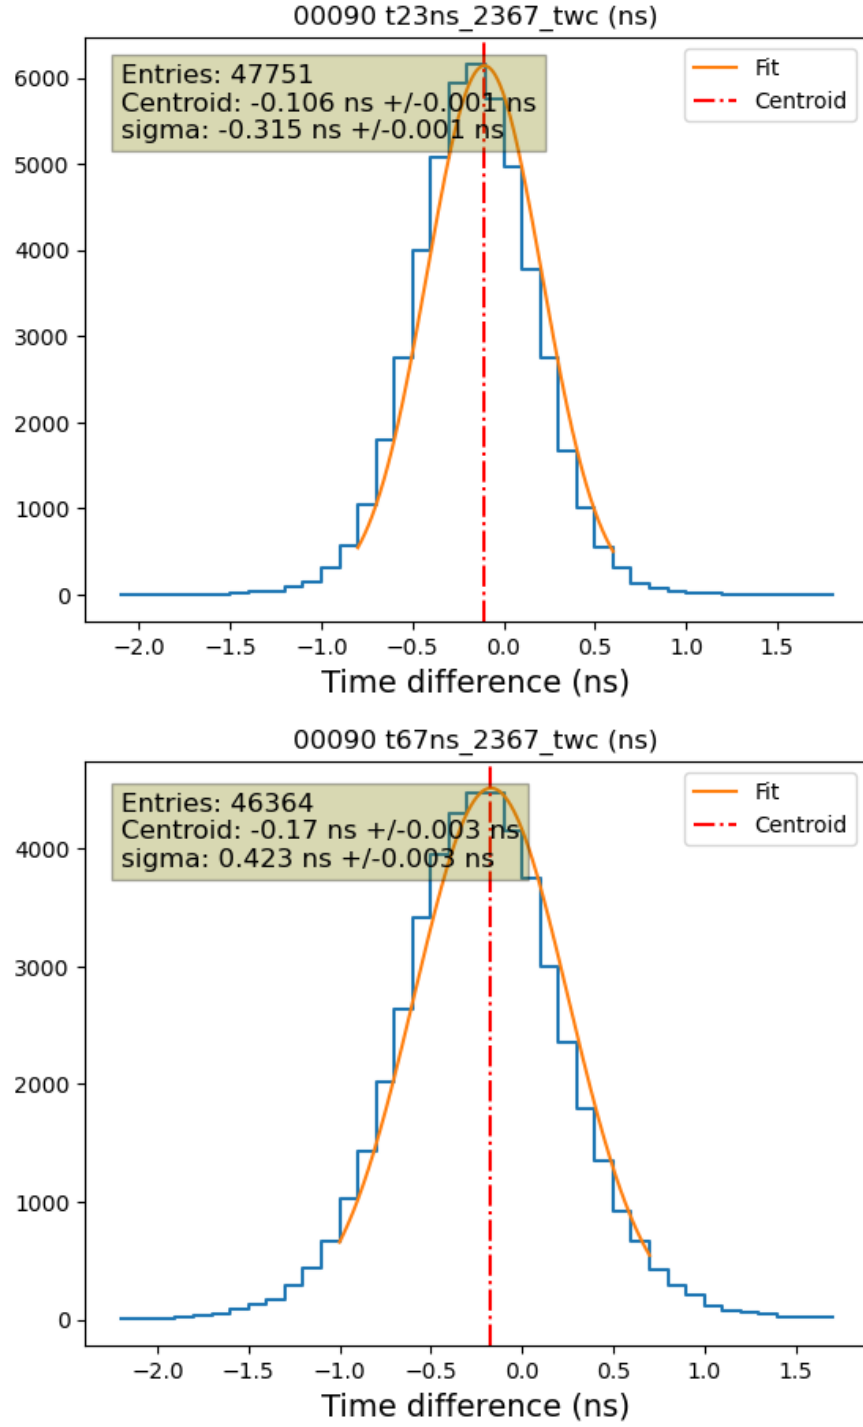 00090 t23ns_2367_twc (ns)
Entries: 47751
Centroid: -0.106 ns +/-0.001 ns
sigma: -0.315 ns +/-0.001 ns
Fit
Centroid
6000
5000
4000
3000
2000
1000
0
−2.0 −1.5 −1.0 −0.5 0.0 0.5 1.0 1.5
Time difference (ns)
00090 t67ns_2367_twc (ns)
Entries: 46364
Centroid: -0.17 ns +/-0.003 ns
sigma: 0.423 ns +/-0.003 ns
Fit
Centroid
4000
3000
2000
1000
0
−2.0 −1.5 −1.0 −0.5 0.0 0.5 1.0 1.5
Time difference (ns)